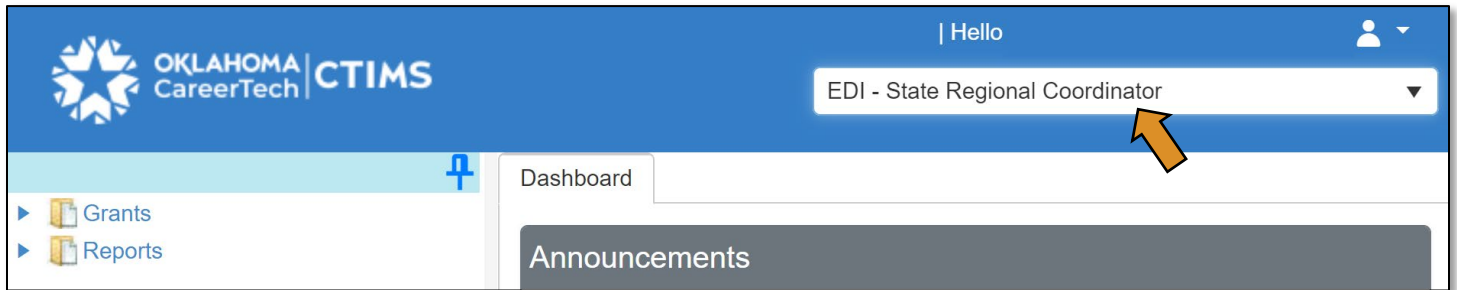 | Hello
OKLAHOMA
CareerTech | CTIMS
EDI - State Regional Coordinator
Dashboard
Grants
Reports
Announcements